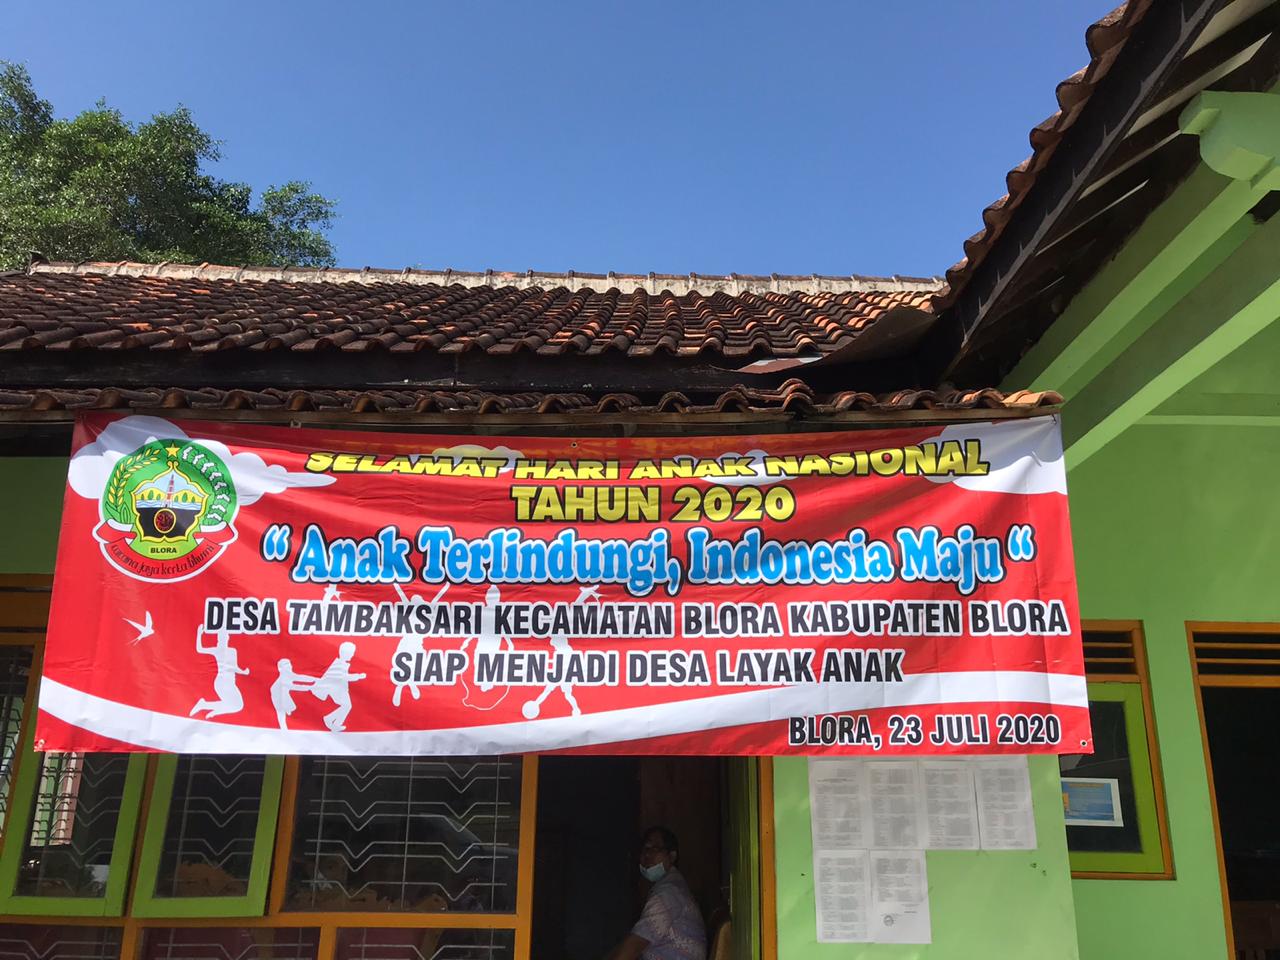 SELAMAT HARI ANAK NASIONAL
TAHUN 2020
“ Anak Terlindungi, Indonesia Maju “
DESA TAMBAKSARI KECAMATAN BLORA KABUPATEN BLORA
SIAP MENJADI DESA LAYAK ANAK
BLORA, 23 JULI 2020
BLORA